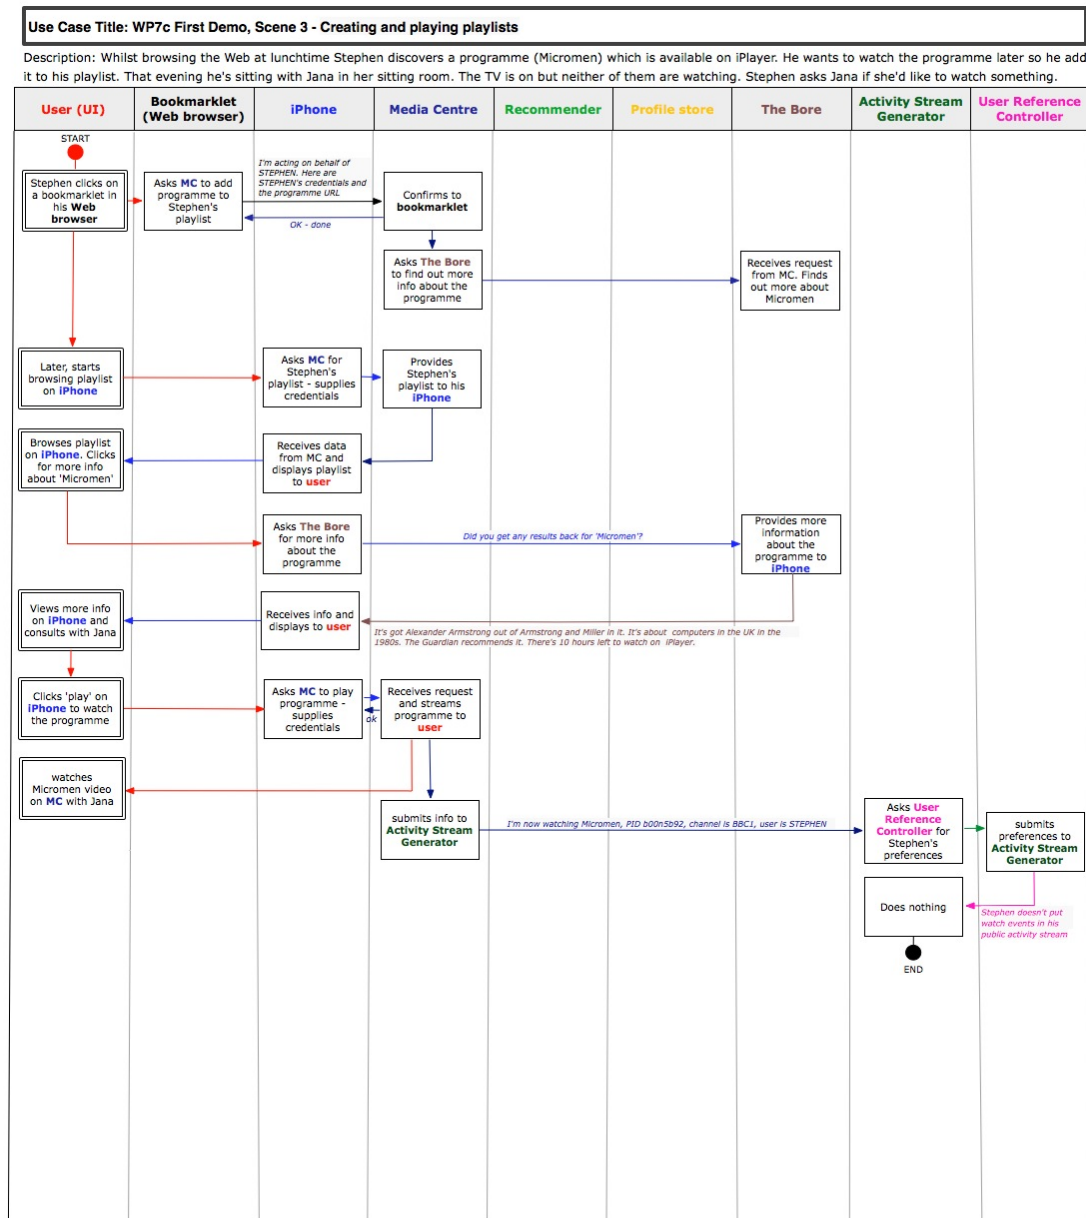 Use Case Title: WP7c First Demo, Scene 3 - Creating and playing playlists
Description: Whilst browsing the Web at lunchtime Stephen discovers a programme (Micromen) which is available on iPlayer. He wants to watch the programme later so he add
it to his playlist. That evening he's sitting with Jana in her sitting room. The TV is on but neither of them are watching. Stephen asks Jana if she'd like to watch something.
User (UI)
Bookmarklet
(Web browser)
iPhone
Media Centre
Recommender
Profile store
The Bore
Activity Stream
Generator
User Reference
Controller
START
Stephen clicks on
a bookmarklet in
his Web
browser
Asks MC to add
programme to
Stephen's
playlist
I'm acting on behalf of
STEPHEN. Here are
STEPHEN's credentials and
the programme URL
OK - done
Confirms to
bookmarklet
Asks The Bore
to find out more
info about the
programme
Receives request
from MC. Finds
out more about
Micromen
Later, starts
browsing playlist
on iPhone
Asks MC for
Stephen's
playlist - supplies
credentials
Provides
Stephen's
playlist to his
iPhone
Browses playlist
on iPhone. Clicks
for more info
about 'Micromen'
Receives data
from MC and
displays playlist
to user
Asks The Bore
for more info
about the
programme
Did you get any results back for 'Micromen'?
Provides more
information
about the
programme to
iPhone
Views more info
on iPhone and
consults with Jana
Receives info and
displays to user
It's got Alexander Armstrong out of Armstrong and Miller in it. It's about computers in the UK in the
1980s. The Guardian recommends it. There's 10 hours left to watch on iPlayer.
Clicks 'play' on
iPhone to watch
the programme
Asks MC to play
programme -
supplies
credentials
ok
Receives request
and streams
programme to
user
watches
Micromen video
on MC with Jana
submits info to
Activity Stream
Generator
I'm now watching Micromen, PID b00n5b92, channel is BBC1, user is STEPHEN
Asks User
Reference
Controller for
Stephen's
preferences
submits
preferences to
Activity Stream
Generator
Does nothing
Stephen doesn't put
watch events in his
public activity stream
END